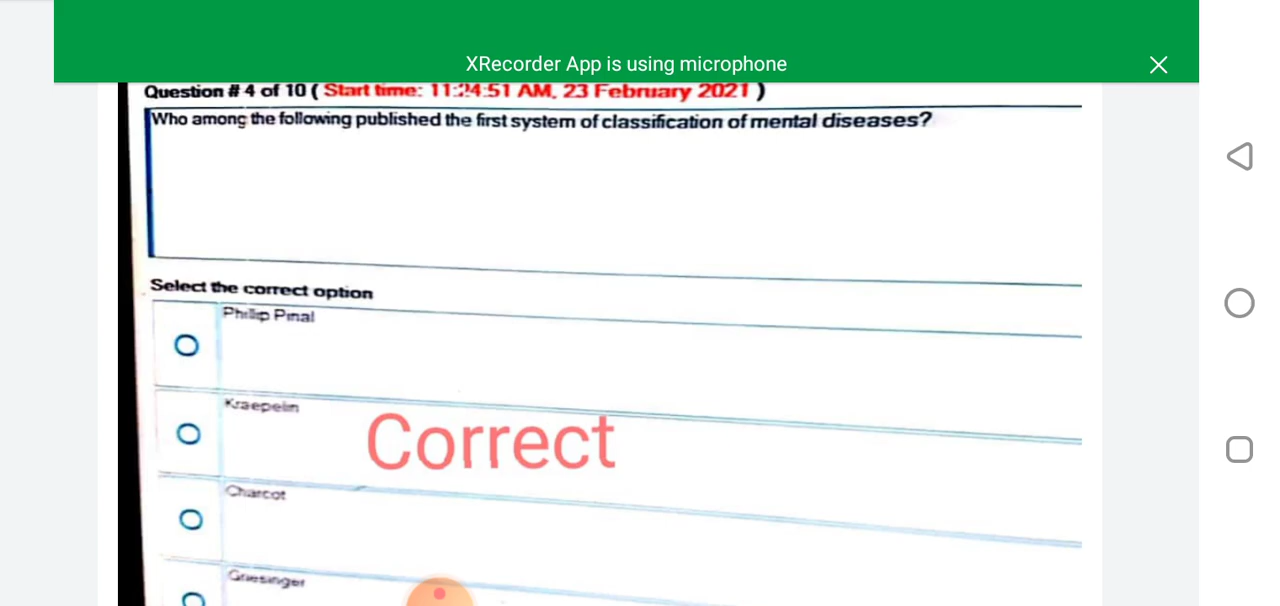 XRecorder App is using microphone
Question # 4 of 10 ( Start time: 11:24:51 AM, 23 February 2021 )
Who among the following published the first system of classification of mental diseases?
Select the correct option
Phillip Pinal
Kraepelin
Correct
Charcot
Griesinger